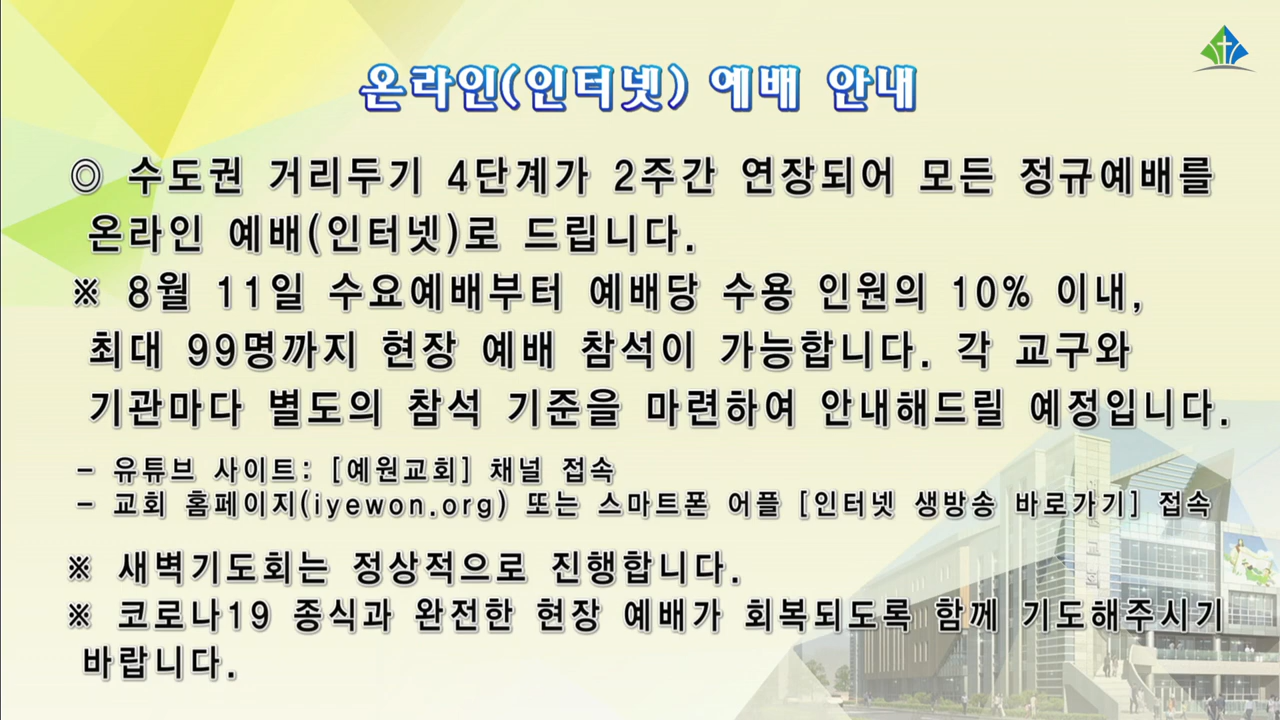 온라인(인터넷) 예배 안내
◎ 수도권 거리두기 4단계가 2주간 연장되어 모든 정규예배를
온라인 예배(인터넷)로 드립니다.
※ 8월 11일 수요예배부터 예배당 수용 인원의 10% 이내,
최대 99명까지 현장 예배 참석이 가능합니다. 각 교구와
기관마다 별도의 참석 기준을 마련하여 안내해드릴 예정입니다.
- 유튜브 사이트: [예원교회] 채널 접속
- 교회 홈페이지(iyewon.org) 또는 스마트폰 어플 [인터넷 생방송 바로가기] 접속
※ 새벽기도회는 정상적으로 진행합니다.
※ 코로나19 종식과 완전한 현장 예배가 회복되도록 함께 기도해주시기
바랍니다.